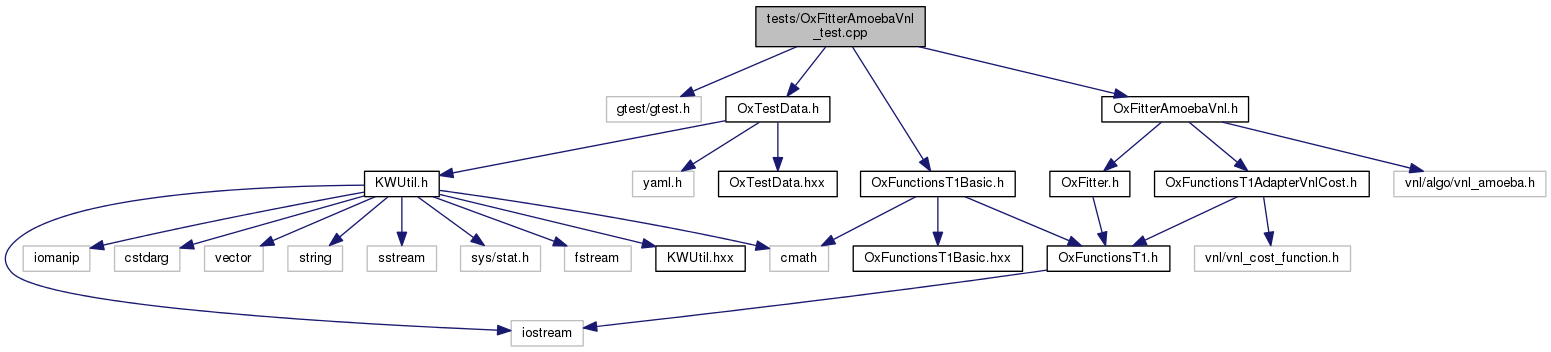 tests/OxFitterAmoebaVnl
_test.cpp
gtest/gtest.h
OxTestData.h
OxFitterAmoebaVnl.h
KWUtil.h
yaml.h
OxTestData.hxx
OxFunctionsT1Basic.h
OxFitter.h
OxFunctionsT1AdapterVnlCost.h
vnl/algo/vnl_amoeba.h
iomanip
cstdarg
vector
string
sstream
sys/stat.h
fstream
KWUtil.hxx
cmath
OxFunctionsT1Basic.hxx
OxFunctionsT1.h
vnl/vnl_cost_function.h
iostream